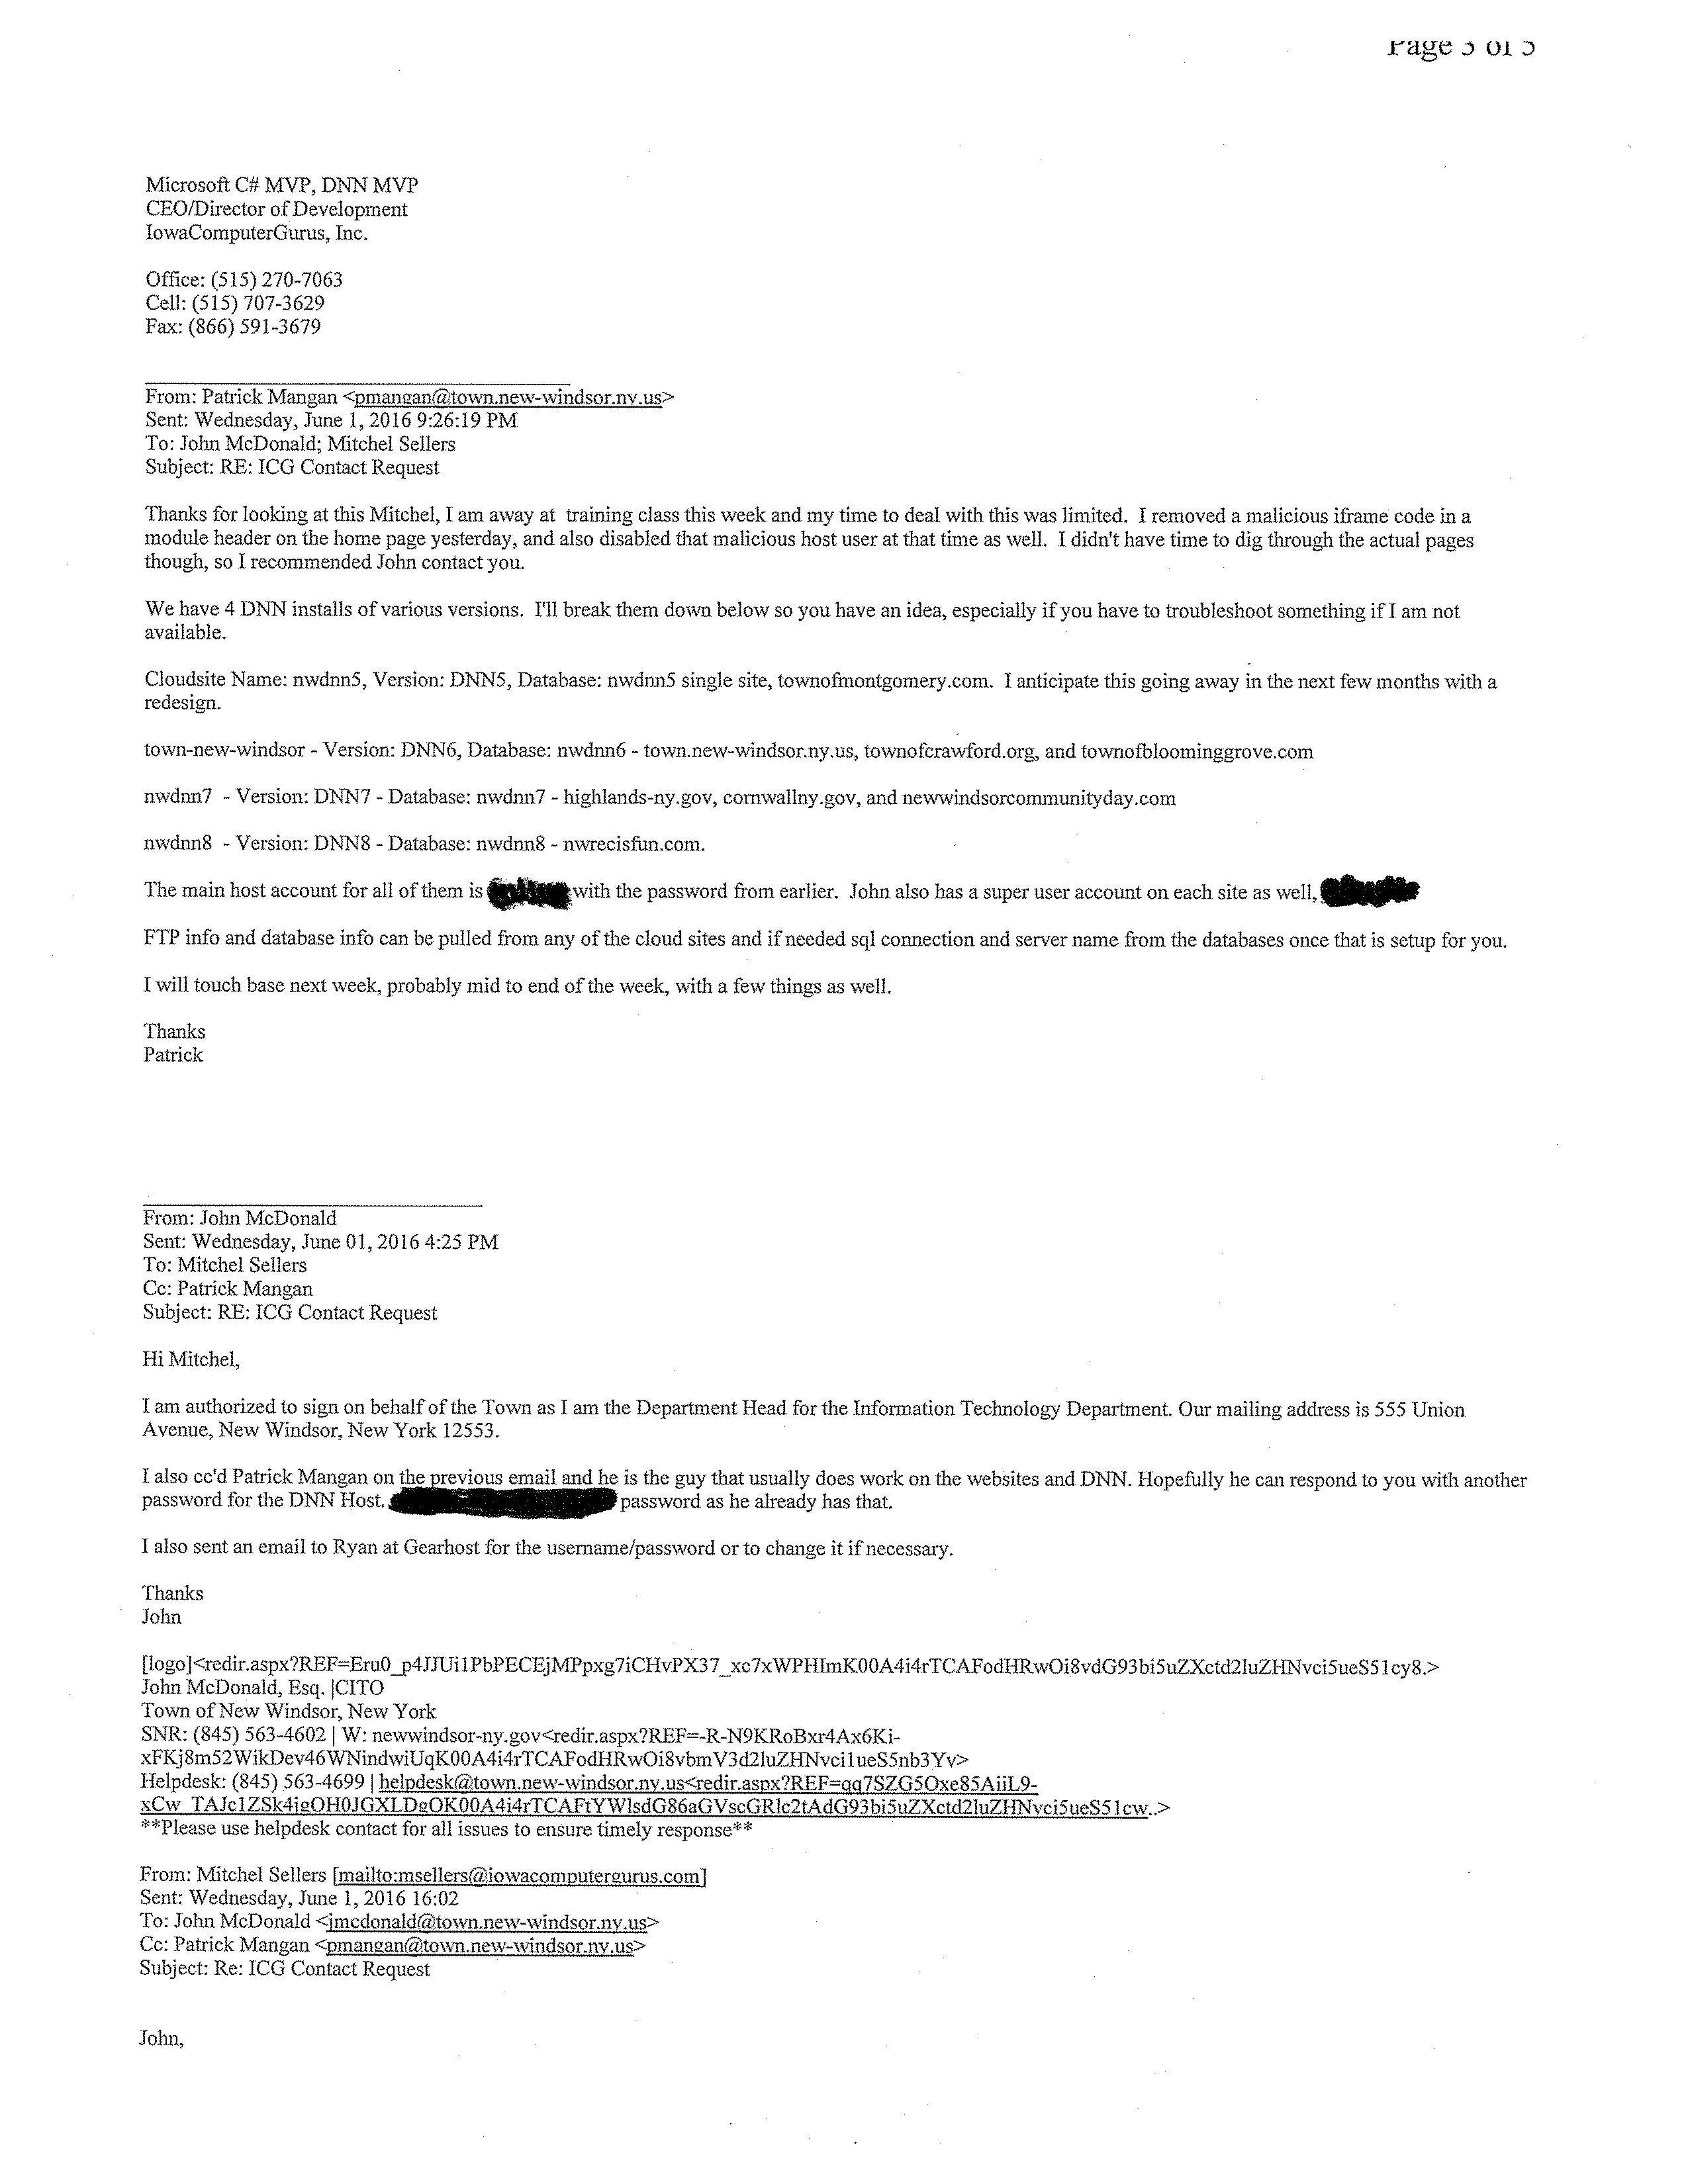 Page 3 of 5
Microsoft C# MVP, DNN MVP
CEO/Director of Development
IowaComputerGurus, Inc.
Office: (515) 270-7063
Cell: (515) 707-3629
Fax: (866) 591-3679
From: Patrick Mangan <pmangan@town.new-windsor.ny.us>
Sent: Wednesday, June 1, 2016 9:26:19 PM
To: John McDonald; Mitchel Sellers
Subject: RE: ICG Contact Request
Thanks for looking at this Mitchel, I am away at training class this week and my time to deal with this was limited. I removed a malicious iframe code in a
module header on the home page yesterday, and also disabled that malicious host user at that time as well. I didn't have time to dig through the actual pages
though, so I recommended John contact you.
We have 4 DNN installs of various versions. I'll break them down below so you have an idea, especially if you have to troubleshoot something if I am not
available.
Cloudsite Name: nwdnn5, Version: DNN5, Database: nwdnn5 single site, townofmontgomery.com. I anticipate this going away in the next few months with a
redesign.
town-new-windsor - Version: DNN6, Database: nwdnn6 - town.new-windsor.ny.us, townofcrawford.org, and townofbloominggrove.com
nwdnn7 - Version: DNN7 - Database: nwdnn7 - highlands-ny.gov, cornwallny.gov, and newwindsorcommunityday.com
nwdnn8 - Version: DNN8 - Database: nwdnn8 - nwrecisfun.com.
The main host account for all of them is with the password from earlier. John also has a super user account on each site as well,
FTP info and database info can be pulled from any of the cloud sites and if needed sql connection and server name from the databases once that is setup for you.
I will touch base next week, probably mid to end of the week, with a few things as well.
Thanks
Patrick
From: John McDonald
Sent: Wednesday, June 01, 2016 4:25 PM
To: Mitchel Sellers
Cc: Patrick Mangan
Subject: RE: ICG Contact Request
Hi Mitchel,
I am authorized to sign on behalf of the Town as I am the Department Head for the Information Technology Department. Our mailing address is 555 Union
Avenue, New Windsor, New York 12553.
I also cc'd Patrick Mangan on the previous email and he is the guy that usually does work on the websites and DNN. Hopefully he can respond to you with another
password for the DNN Host. password as he already has that.
I also sent an email to Ryan at Gearhost for the username/password or to change it if necessary.
Thanks
John
[logo]<redir.aspx?REF=Eru0_p4JJUi1PbPECEjMPpxg7iCHvPX37_xc7xWPHImK00A4i4rTCAFodHRwOi8vdG93bi5uZXctd2luZHNvci5ueS51cy8.>
John McDonald, Esq. |CITO
Town of New Windsor, New York
SNR: (845) 563-4602 | W: newwindsor-ny.gov<redir.aspx?REF=-R-N9KRoBxr4Ax6Ki-
xFKj8m52WikDev46WNindwiUqK00A4i4rTCAFodHRwOi8vbmV3d2luZHNvci1ueS5nb3Yv>
Helpdesk: (845) 563-4699 | helpdesk@town.new-windsor.ny.us<redir.aspx?REF=qq7SZG5Oxe85AiiL9-
xCw_TAJc1ZSk4jgOH0JGXLDgOK00A4i4rTCAFtYWlsdG86aGVscGRlc2tAdG93bi5uZXctd2luZHNvci5ueS51cw..>
**Please use helpdesk contact for all issues to ensure timely response**
From: Mitchel Sellers [mailto:msellers@iowacomputergurus.com]
Sent: Wednesday, June 1, 2016 16:02
To: John McDonald <jmcdonald@town.new-windsor.ny.us>
Cc: Patrick Mangan <pmangan@town.new-windsor.ny.us>
Subject: Re: ICG Contact Request
John,